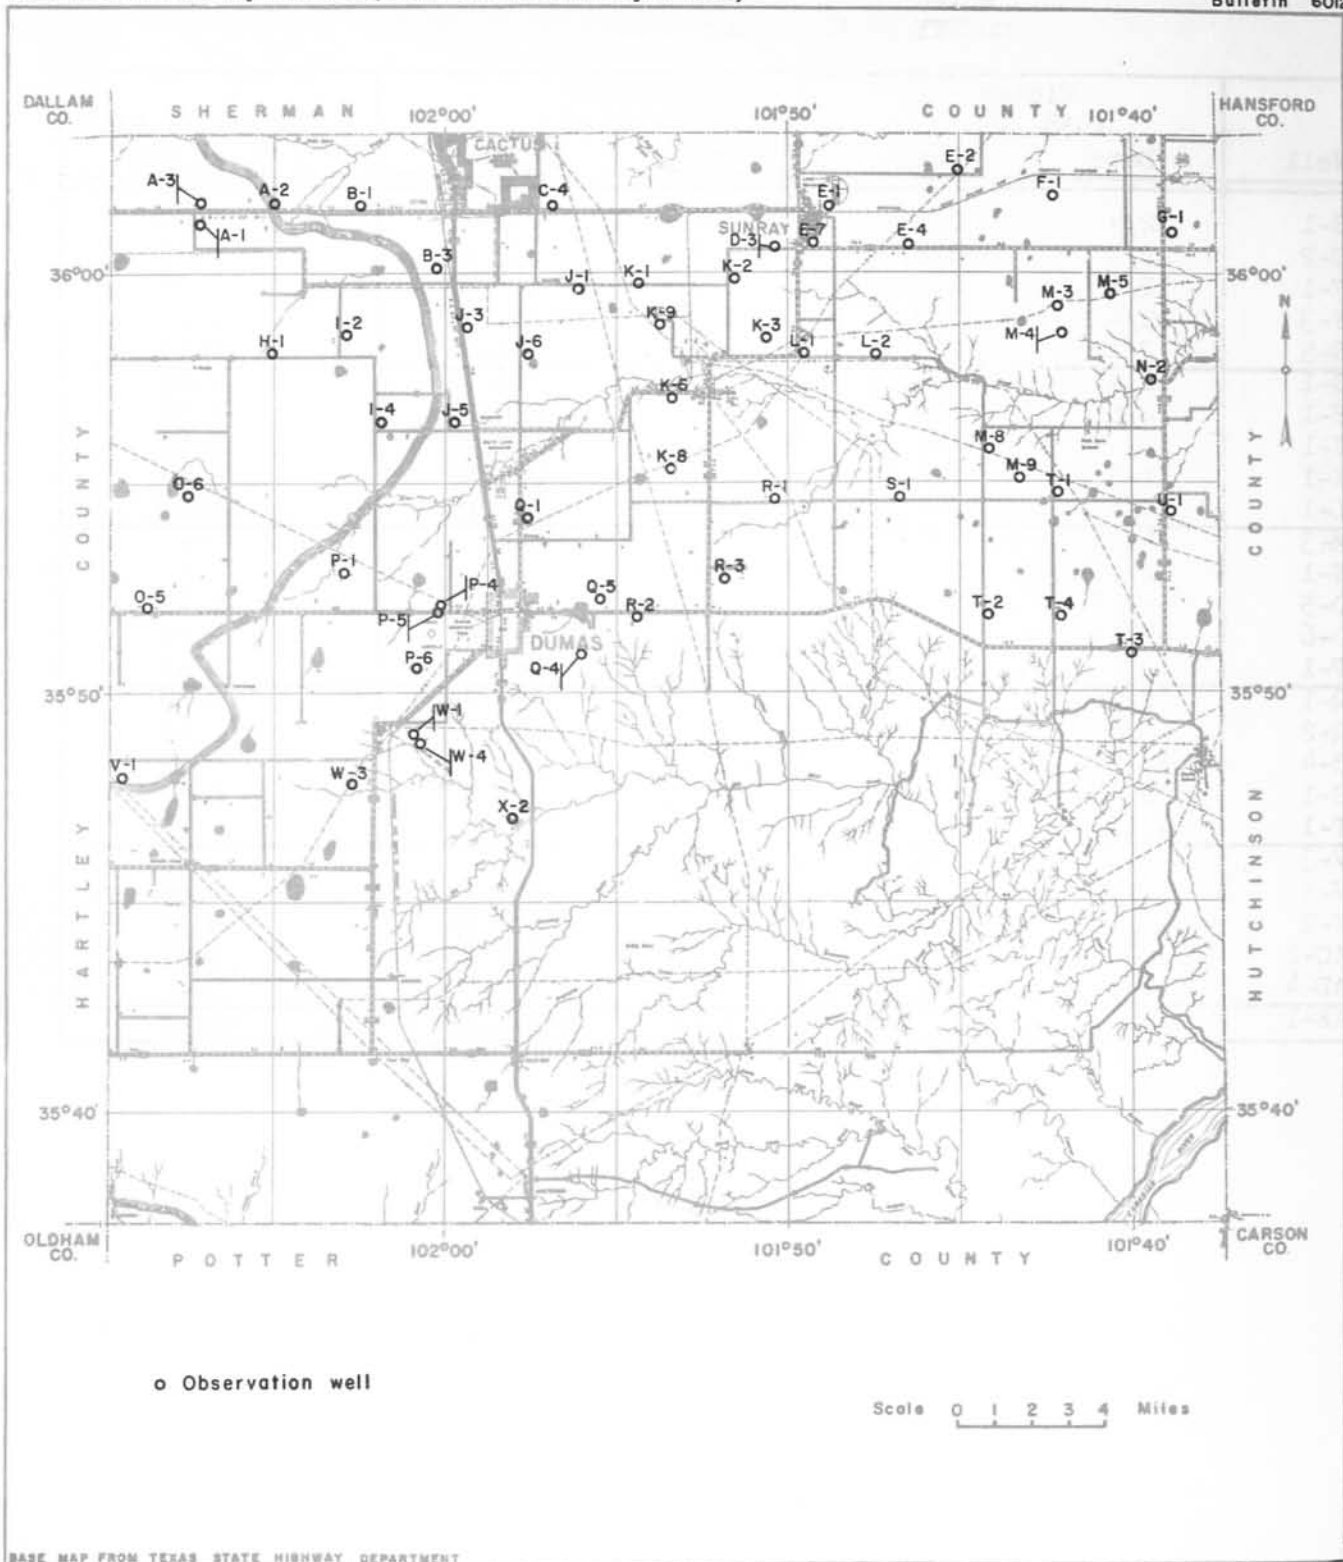 Bulletin 6012
DALLAM CO.
SHERMAN
102°00'
101°50'
COUNTY
101°40'
HANSFORD CO.
CACTUS
E-2
A-3
A-2
B-1
C-4
E-1
F-1
A-1
SUNRAY
D-3
E-7
E-4
G-1
B-3
36°00'
J-1
K-1
K-2
M-5
36°00'
M-3
N
I-2
J-3
K-9
K-3
M-4
H-1
J-6
L-1
L-2
N-2
K-6
I-4
J-5
M-8
K-8
M-9
COUNTY
O-6
R-1
S-1
T-1
U-1
COUNTY
Q-1
P-1
P-4
R-3
O-5
Q-5
R-2
T-2
T-4
P-5
DUMAS
T-3
P-6
Q-4
35°50'
35°50'
W-1
W-4
V-1
W-3
X-2
HARTLEY
HUTCHINSON
35°40'
35°40'
RIVER
OLDHAM CO.
POTTER
102°00'
101°50'
COUNTY
101°40'
CARSON CO.
o Observation well
Scale 0 1 2 3 4 Miles
BASE MAP FROM TEXAS STATE HIGHWAY DEPARTMENT